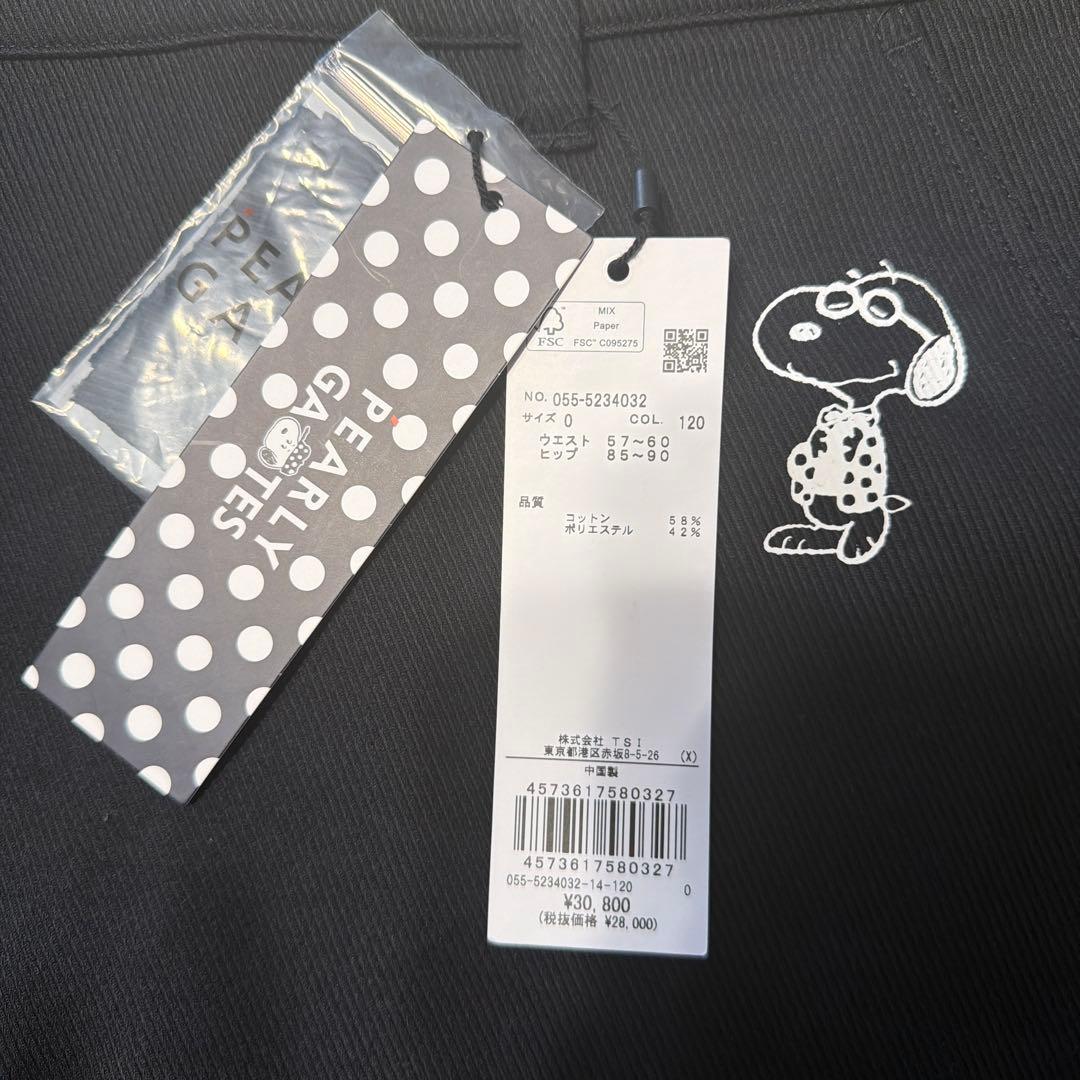 PEA
GA
PEARLY
GATES
MIX
Paper
FSC
FSC™ C095275
NO. 055-5234032
サイズ 0 COL. 120
ウエスト 57〜60
ヒップ 85〜90
品質
コットン 58%
ポリエステル 42%
株式会社 TSI
東京都港区赤坂8-5-26 (X)
中国製
4573617580327
4573617580327
055-5234032-14-120 0
¥30,800
(税抜価格 ¥28,000)